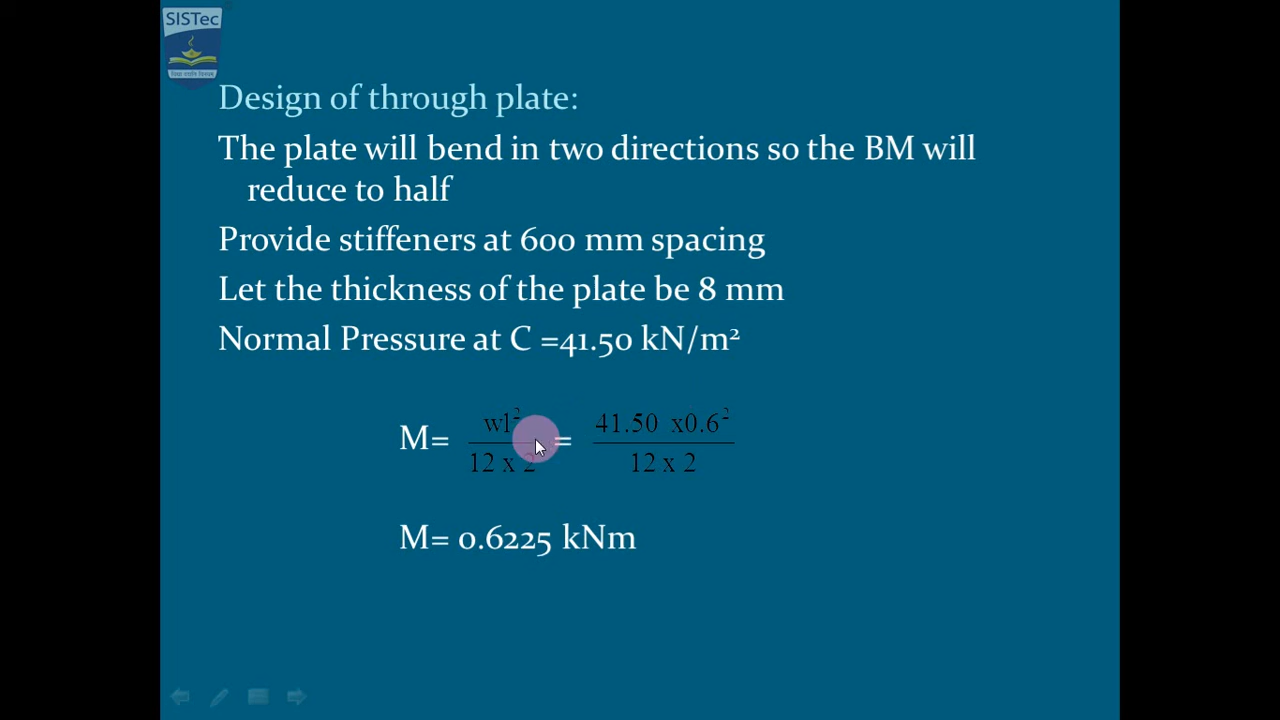 SISTec
Design of through plate:
The plate will bend in two directions so the BM will
reduce to half
Provide stiffeners at 600 mm spacing
Let the thickness of the plate be 8 mm
Normal Pressure at C =41.50 kN/m²
M= wl² / 12 x 2 = 41.50 x0.6² / 12 x 2
M= 0.6225 kNm